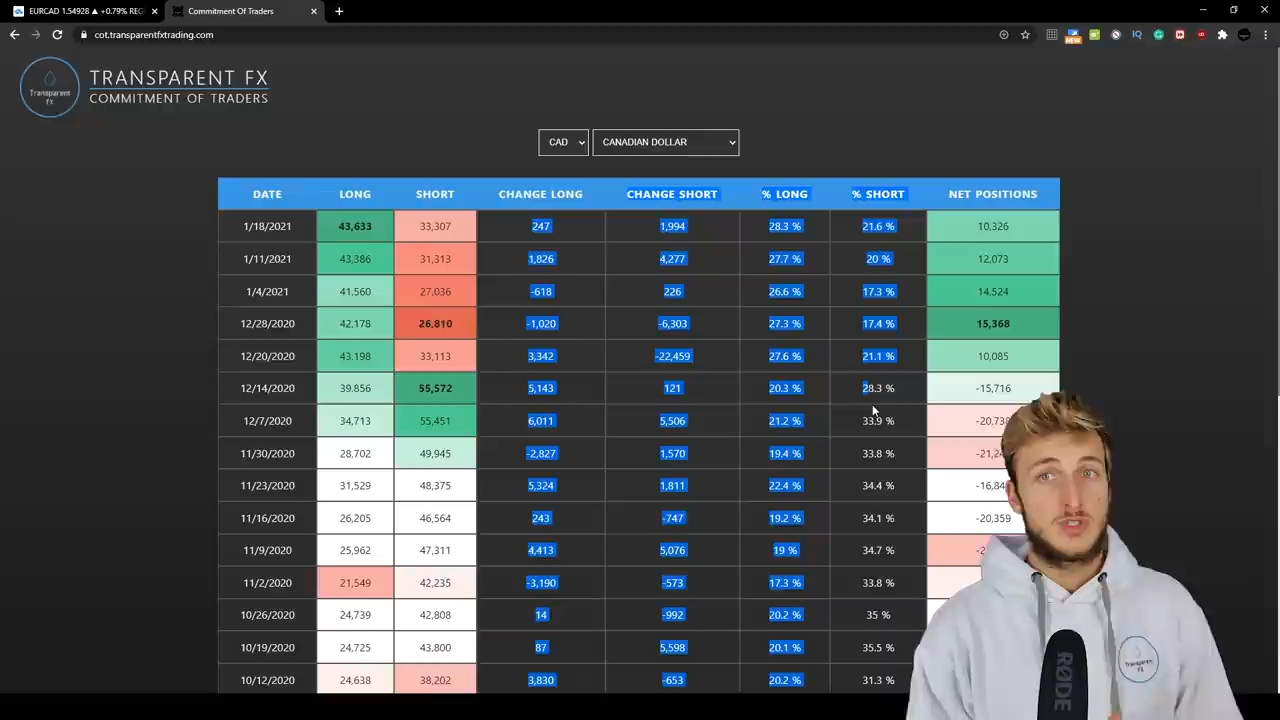 EURCAD 1.54928 ▲ +0.79% REC
Commitment Of Traders
cot.transparentfxtrading.com
NEW
IQ
Transparent
fx
TRANSPARENT FX
COMMITMENT OF TRADERS
CAD CANADIAN DOLLAR
DATE LONG SHORT CHANGE LONG CHANGE SHORT % LONG % SHORT NET POSITIONS
1/18/2021 43,633 33,307 247 1,994 28.3 % 21.6 % 10,326
1/11/2021 43,386 31,313 1,826 4,277 27.7 % 20 % 12,073
1/4/2021 41,560 27,036 -618 226 26.6 % 17.3 % 14,524
12/28/2020 42,178 26,810 -1,020 -6,303 27.3 % 17.4 % 15,368
12/20/2020 43,198 33,113 3,342 -22,459 27.6 % 21.1 % 10,085
12/14/2020 39,856 55,572 5,143 121 20.3 % 28.3 % -15,716
12/7/2020 34,713 55,451 6,011 5,506 21.2 % 33.9 %
11/30/2020 28,702 49,945 -2,827 1,570 19.4 % 33.8 %
11/23/2020 31,529 48,375 5,324 1,811 22.4 % 34.4 %
11/16/2020 26,205 46,564 243 -747 19.2 % 34.1 % -20,359
11/9/2020 25,962 47,311 4,413 5,076 19 % 34.7 %
11/2/2020 21,549 42,235 -3,190 -573 17.3 % 33.8 %
10/26/2020 24,739 42,808 14 -992 20.2 % 35 %
10/19/2020 24,725 43,800 87 5,598 20.1 % 35.5 %
10/12/2020 24,638 38,202 3,830 -653 20.2 % 31.3 %
Transparent
fx
RØDE